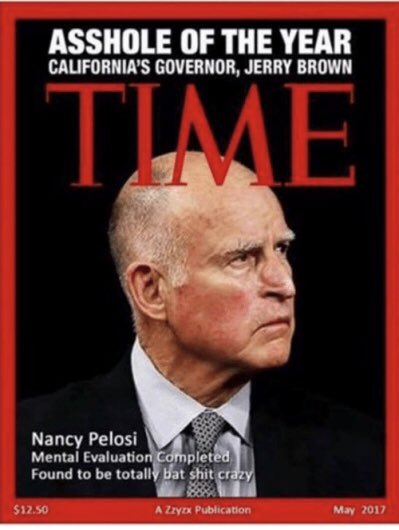 ASSHOLE OF THE YEAR
CALIFORNIA'S GOVERNOR, JERRY BROWN
TIME
Nancy Pelosi
Mental Evaluation Completed
Found to be totally bat shit crazy
$12.50 A Zzyzx Publication May 2017